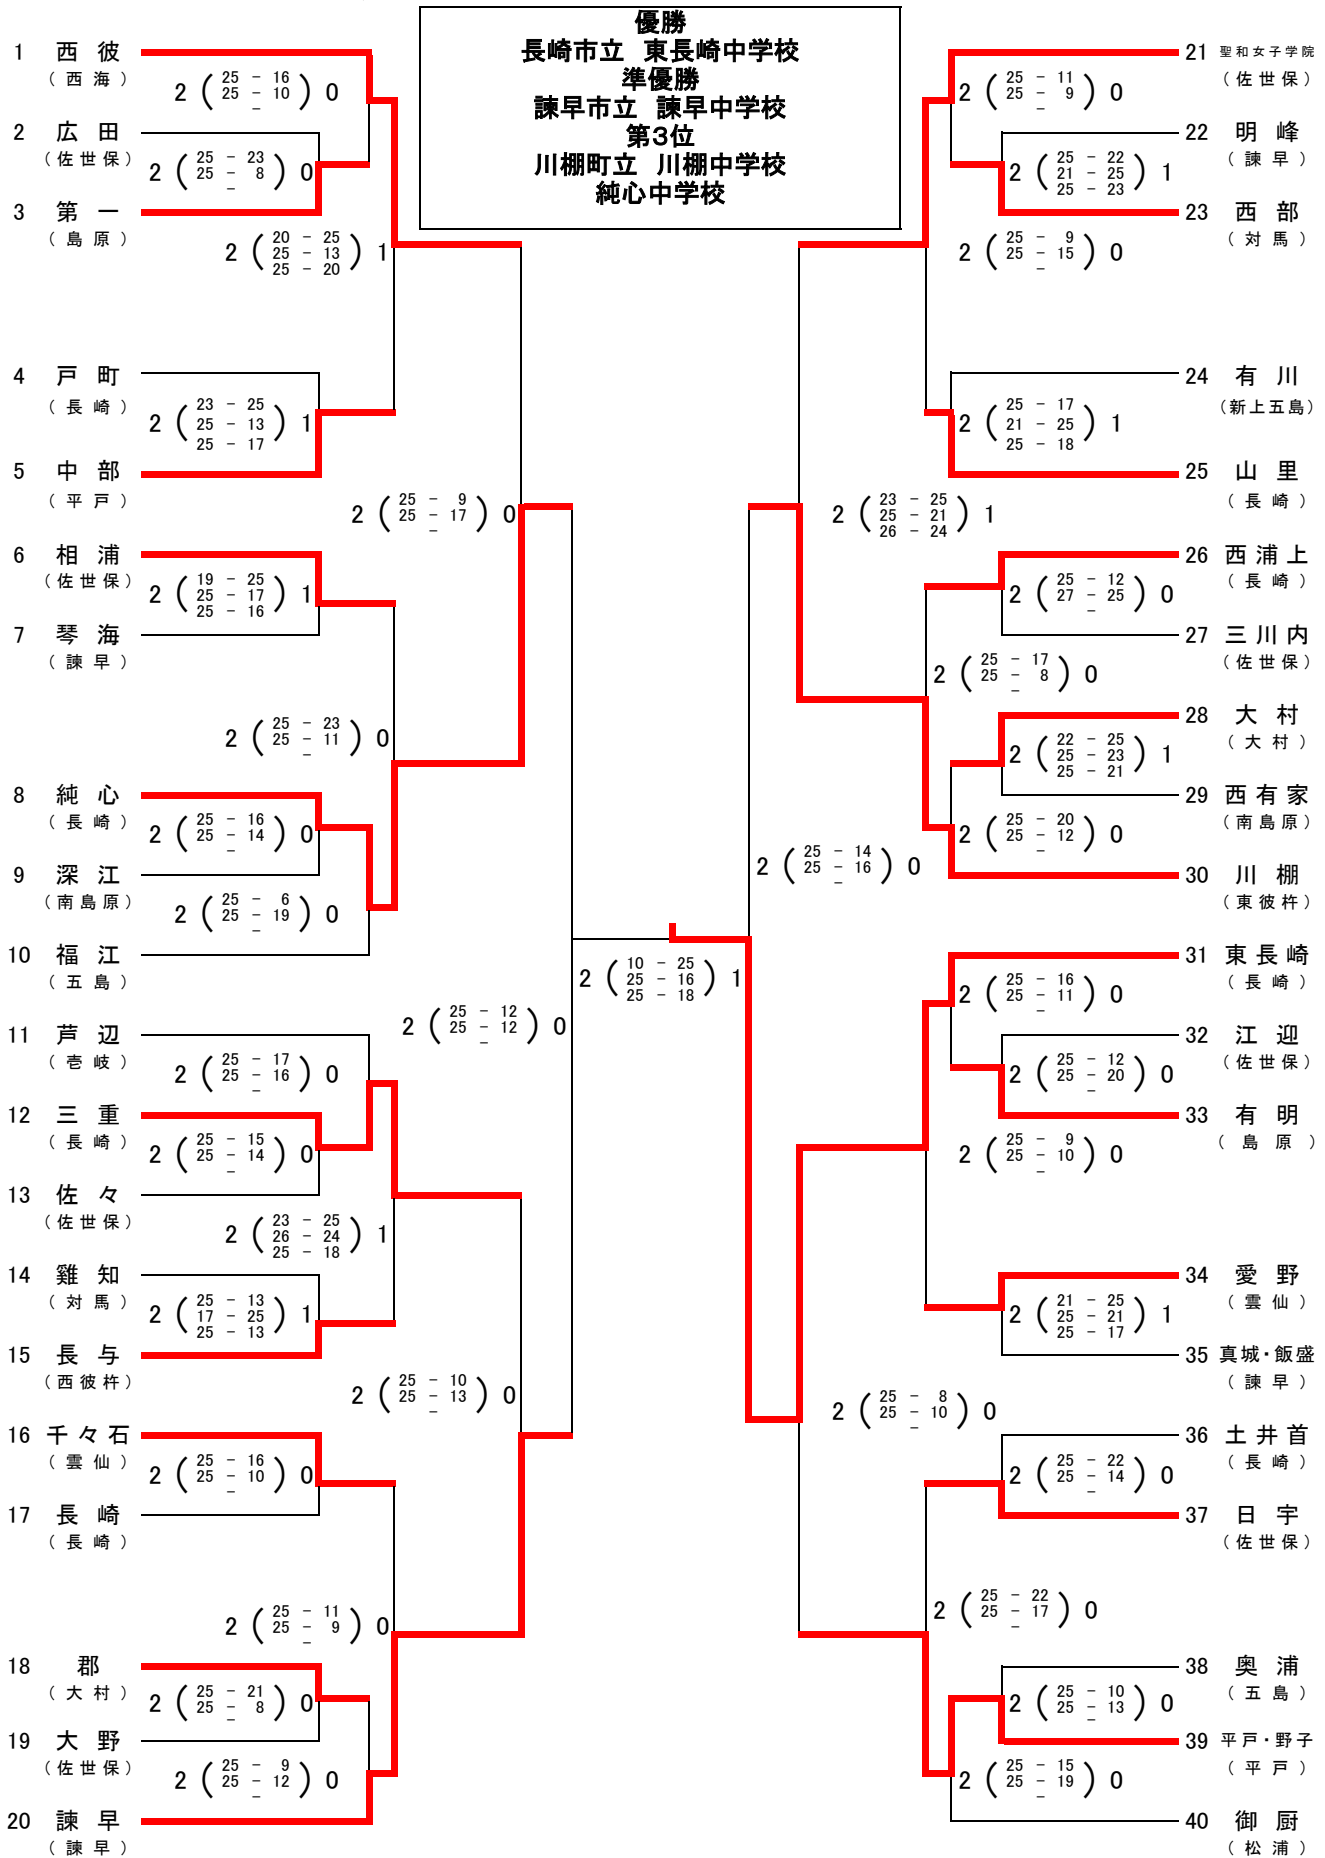 優勝
長崎市立 東長崎中学校
準優勝
諫早市立 諫早中学校
第3位
川棚町立 川棚中学校
純心中学校
1 西 彼
( 西 海 )
2 ( 25 - 16 25 - 10 - ) 0
2 広 田
( 佐 世 保 )
2 ( 25 - 23 25 - 8 - ) 0
3 第 一
( 島 原 )
2 ( 20 - 25 25 - 13 25 - 20 ) 1
4 戸 町
( 長 崎 )
2 ( 23 - 25 25 - 13 25 - 17 ) 1
5 中 部
( 平 戸 )
2 ( 25 - 9 25 - 17 - ) 0
6 相 浦
( 佐 世 保 )
2 ( 19 - 25 25 - 17 25 - 16 ) 1
7 琴 海
( 諫 早 )
2 ( 25 - 23 25 - 11 - ) 0
8 純 心
( 長 崎 )
2 ( 25 - 16 25 - 14 - ) 0
9 深 江
( 南 島 原 )
2 ( 25 - 6 25 - 19 - ) 0
10 福 江
( 五 島 )
2 ( 25 - 12 25 - 12 - ) 0
11 芦 辺
( 壱 岐 )
2 ( 25 - 17 25 - 16 - ) 0
12 三 重
( 長 崎 )
2 ( 25 - 15 25 - 14 - ) 0
13 佐 々
( 佐 世 保 )
2 ( 23 - 25 26 - 24 25 - 18 ) 1
14 雞 知
( 対 馬 )
2 ( 25 - 13 17 - 25 25 - 13 ) 1
15 長 与
( 西 彼 杵 )
2 ( 25 - 10 25 - 13 - ) 0
16 千 々 石
( 雲 仙 )
2 ( 25 - 16 25 - 10 - ) 0
17 長 崎
( 長 崎 )
2 ( 25 - 11 25 - 9 - ) 0
18 郡
( 大 村 )
2 ( 25 - 21 25 - 8 - ) 0
19 大 野
( 佐 世 保 )
2 ( 25 - 9 25 - 12 - ) 0
20 諫 早
( 諫 早 )
2 ( 10 - 25 25 - 16 25 - 18 ) 1
21 聖和女子学院
( 佐 世 保 )
2 ( 25 - 11 25 - 9 - ) 0
22 明 峰
( 諫 早 )
2 ( 25 - 22 21 - 25 25 - 23 ) 1
23 西 部
( 対 馬 )
2 ( 25 - 9 25 - 15 - ) 0
24 有 川
( 新上五島 )
2 ( 25 - 17 21 - 25 25 - 18 ) 1
25 山 里
( 長 崎 )
2 ( 23 - 25 25 - 21 26 - 24 ) 1
26 西 浦 上
( 長 崎 )
2 ( 25 - 12 27 - 25 - ) 0
27 三 川 内
( 佐 世 保 )
2 ( 25 - 17 25 - 8 - ) 0
28 大 村
( 大 村 )
2 ( 22 - 25 25 - 23 25 - 21 ) 1
29 西 有 家
( 南 島 原 )
2 ( 25 - 20 25 - 12 - ) 0
30 川 棚
( 東 彼 杵 )
2 ( 25 - 14 25 - 16 - ) 0
31 東 長 崎
( 長 崎 )
2 ( 25 - 16 25 - 11 - ) 0
32 江 迎
( 佐 世 保 )
2 ( 25 - 12 25 - 20 - ) 0
33 有 明
( 島 原 )
2 ( 25 - 9 25 - 10 - ) 0
34 愛 野
( 雲 仙 )
2 ( 21 - 25 25 - 21 25 - 17 ) 1
35 真城・飯盛
( 諫 早 )
2 ( 25 - 8 25 - 10 - ) 0
36 土 井 首
( 長 崎 )
2 ( 25 - 22 25 - 14 - ) 0
37 日 宇
( 佐 世 保 )
2 ( 25 - 22 25 - 17 - ) 0
38 奥 浦
( 五 島 )
2 ( 25 - 10 25 - 13 - ) 0
39 平戸・野子
( 平 戸 )
2 ( 25 - 15 25 - 19 - ) 0
40 御 厨
( 松 浦 )